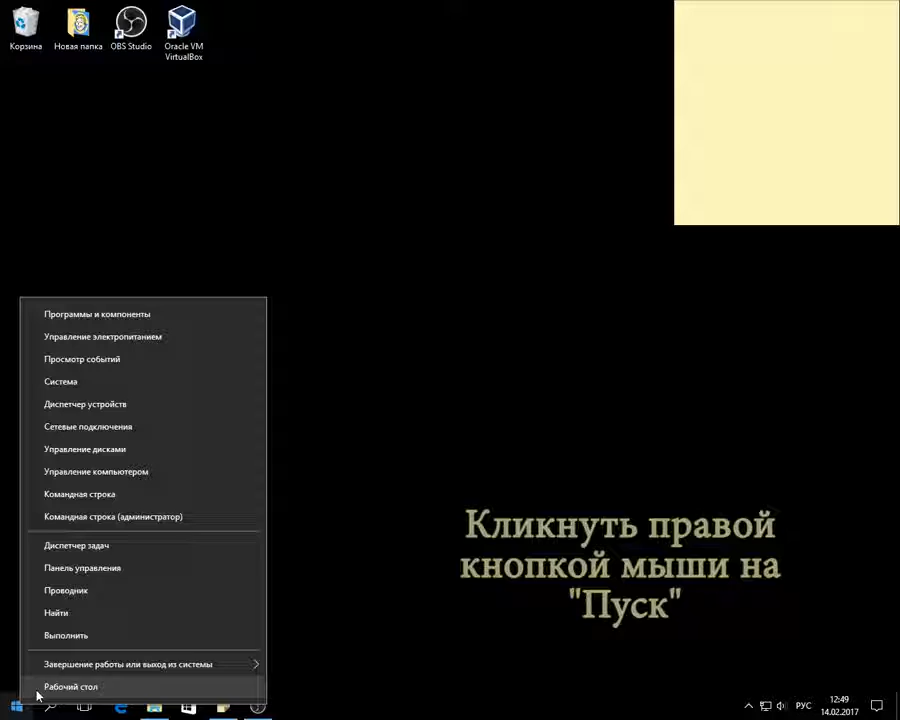 Корзина
Новая папка
OBS Studio
Oracle VM
VirtualBox
Программы и компоненты
Управление электропитанием
Просмотр событий
Система
Диспетчер устройств
Сетевые подключения
Управление дисками
Управление компьютером
Командная строка
Командная строка (администратор)
Диспетчер задач
Панель управления
Проводник
Найти
Выполнить
Завершение работы или выход из системы
Рабочий стол
Кликнуть правой
кнопкой мыши на
"Пуск"
РУС
12:49
14.02.2017